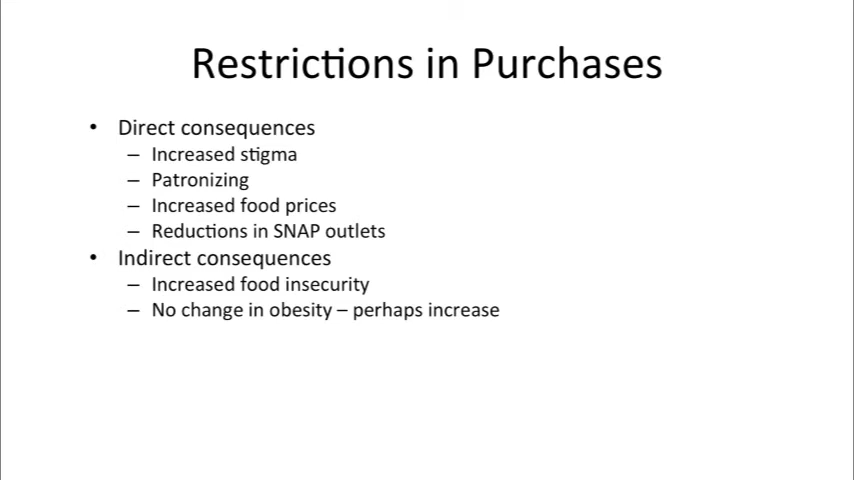 Restrictions in Purchases
• Direct consequences
– Increased stigma
– Patronizing
– Increased food prices
– Reductions in SNAP outlets
• Indirect consequences
– Increased food insecurity
– No change in obesity – perhaps increase